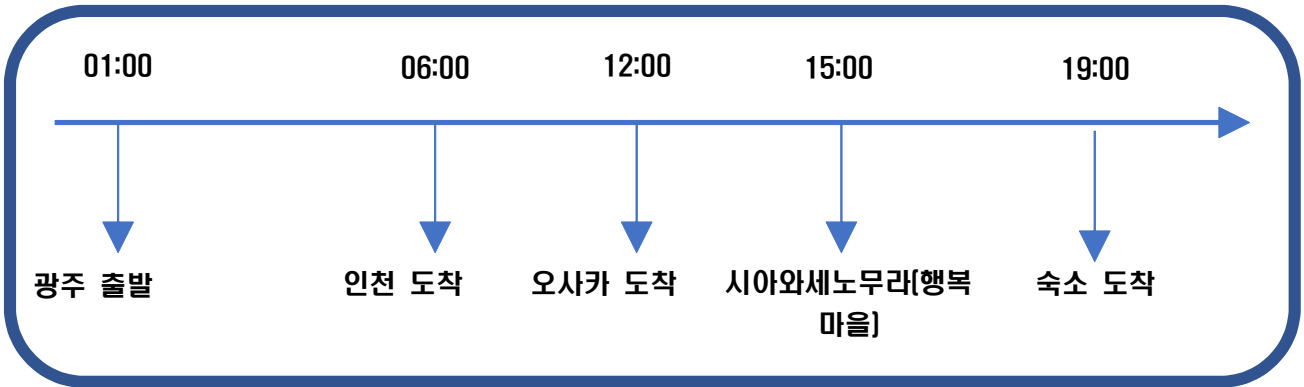 01:00 06:00 12:00 15:00 19:00
광주 출발 인천 도착 오사카 도착 시아와세노무라(행복 숙소 도착
마을)